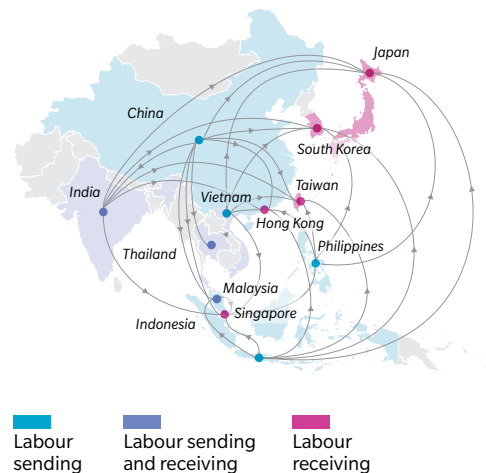 Japan
China
South Korea
India
Vietnam
Taiwan
Hong Kong
Thailand
Philippines
Malaysia
Singapore
Indonesia
Labour
sending
Labour sending
and receiving
Labour
receiving